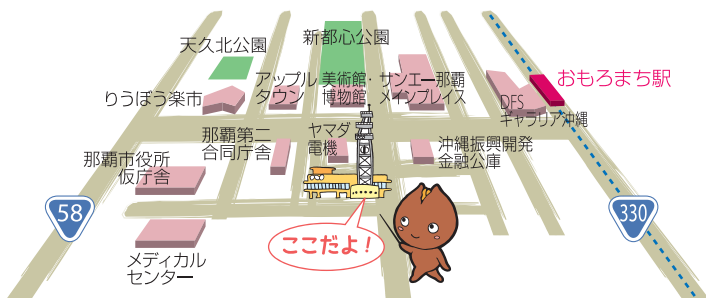 新都心公園
天久北公園
おもろまち駅
アップル
タウン
美術館・
博物館
サンエー那覇
メインプレイス
りうぼう楽市
DFS
ギャラリア沖縄
那覇第二
合同庁舎
ヤマダ
電機
沖縄振興開発
金融公庫
那覇市役所
仮庁舎
58
330
ここだよ!
メディカル
センター